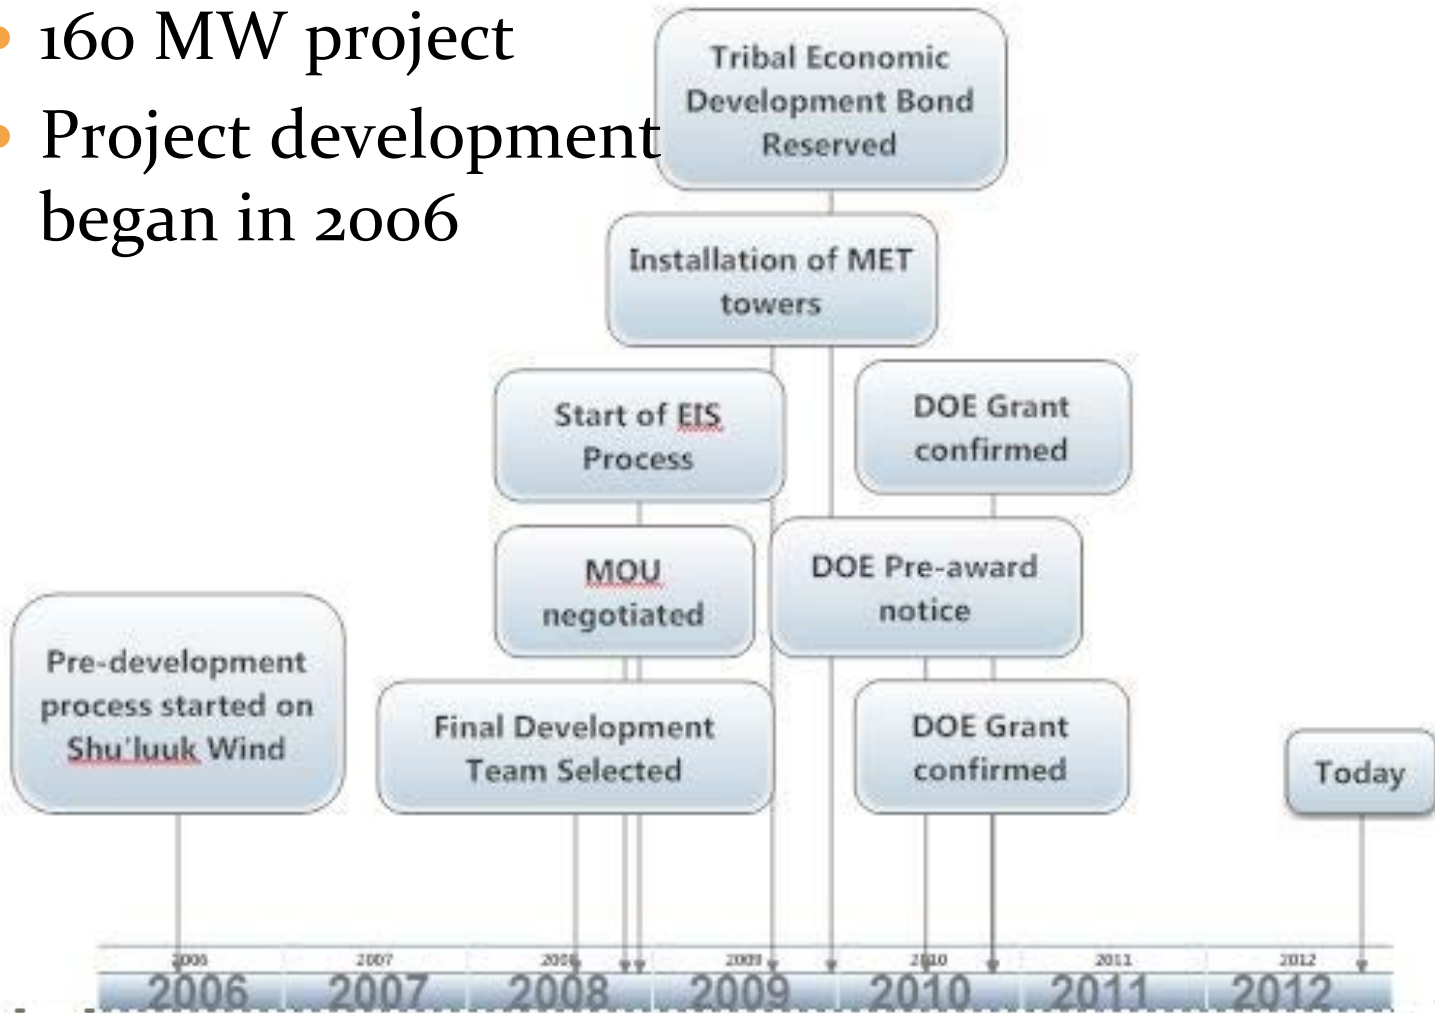 160 MW project
Project development
began in 2006
Tribal Economic
Development Bond
Reserved
Installation of MET
towers
Start of EIS
Process
DOE Grant
confirmed
MOU
negotiated
DOE Pre-award
notice
Pre-development
process started on
Shu'luuk Wind
Final Development
Team Selected
DOE Grant
confirmed
Today
2006 2007 2008 2009 2010 2011 2012
2006 2007 2008 2009 2010 2011 2012